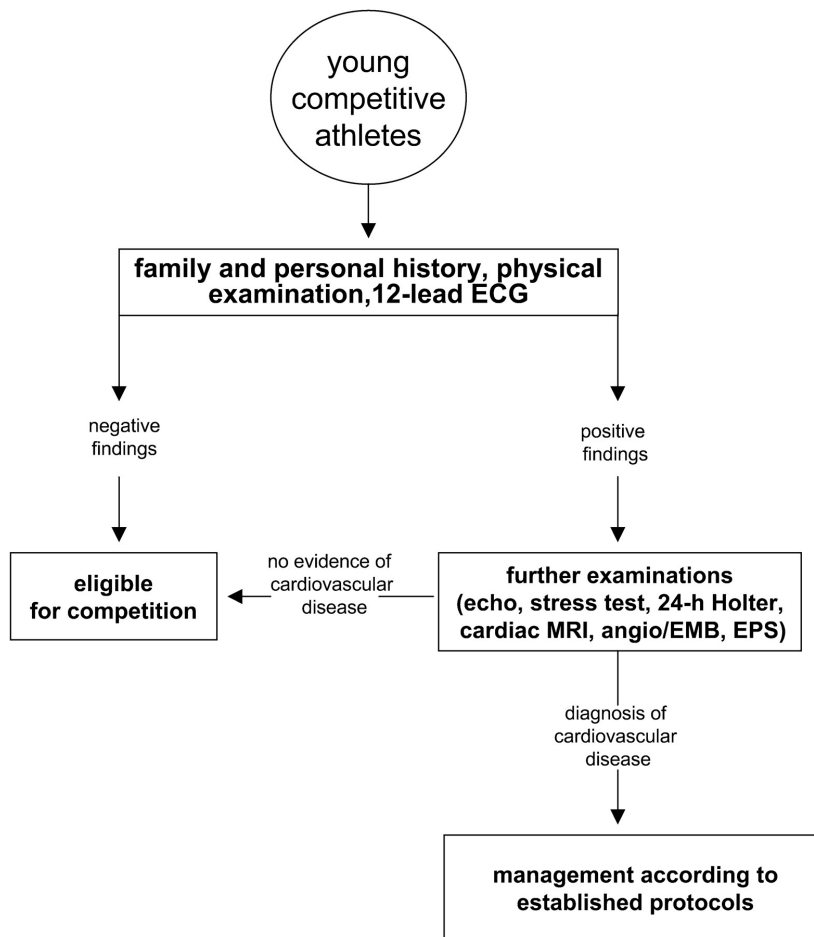 young
competitive
athletes
family and personal history, physical
examination,12-lead ECG
negative
findings
positive
findings
eligible
for competition
no evidence of
cardiovascular
disease
further examinations
(echo, stress test, 24-h Holter,
cardiac MRI, angio/EMB, EPS)
diagnosis of
cardiovascular
disease
management according to
established protocols